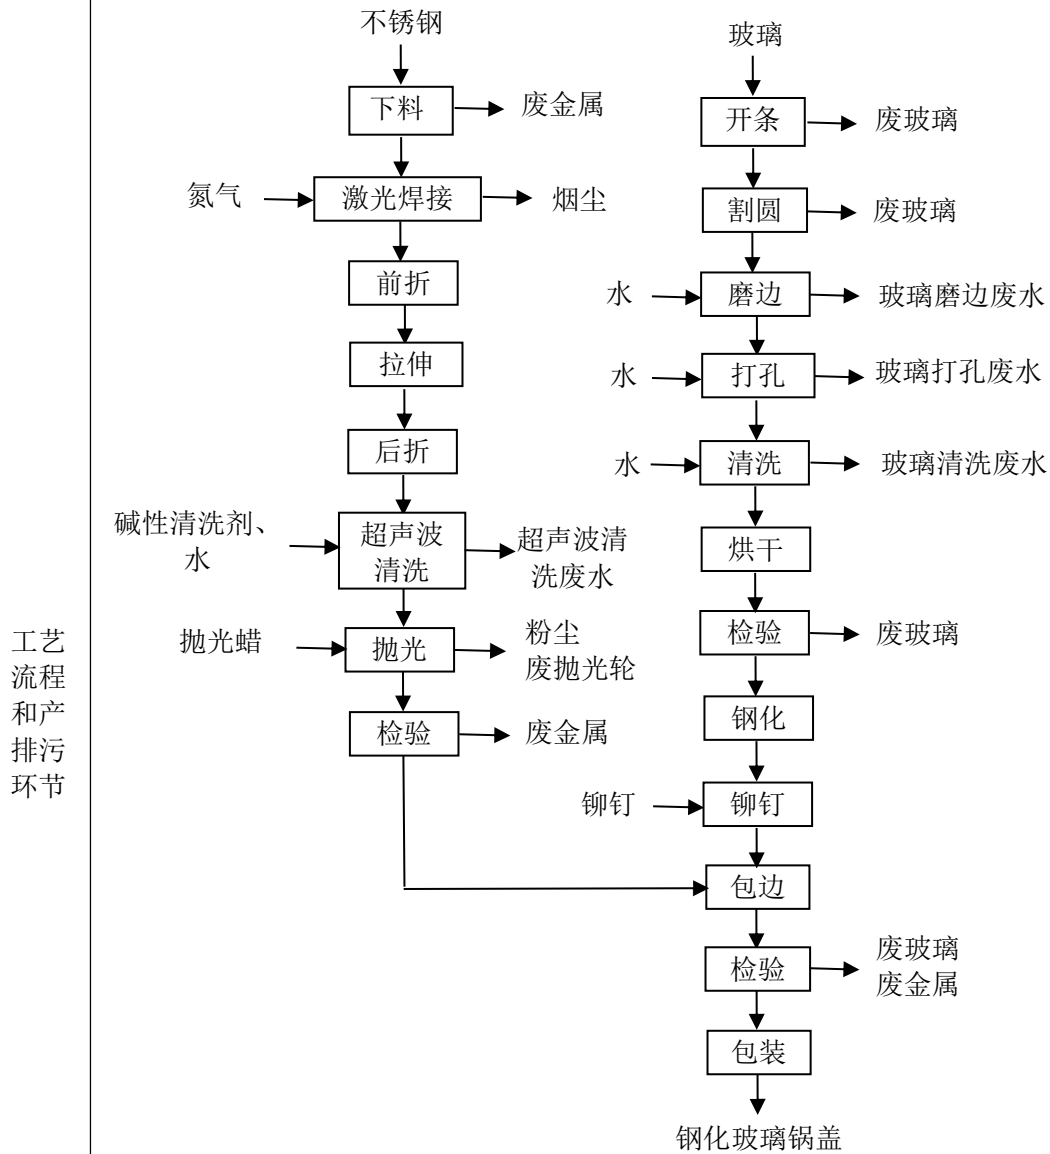 工艺
流程
和产
排污
环节
不锈钢
下料
废金属
氮气
激光焊接
烟尘
前折
拉伸
后折
碱性清洗剂、
水
超声波
清洗
超声波清
洗废水
抛光蜡
抛光
粉尘
废抛光轮
检验
废金属
玻璃
开条
废玻璃
割圆
废玻璃
水
磨边
玻璃磨边废水
水
打孔
玻璃打孔废水
水
清洗
玻璃清洗废水
烘干
检验
废玻璃
钢化
铆钉
铆钉
包边
检验
废玻璃
废金属
包装
钢化玻璃锅盖